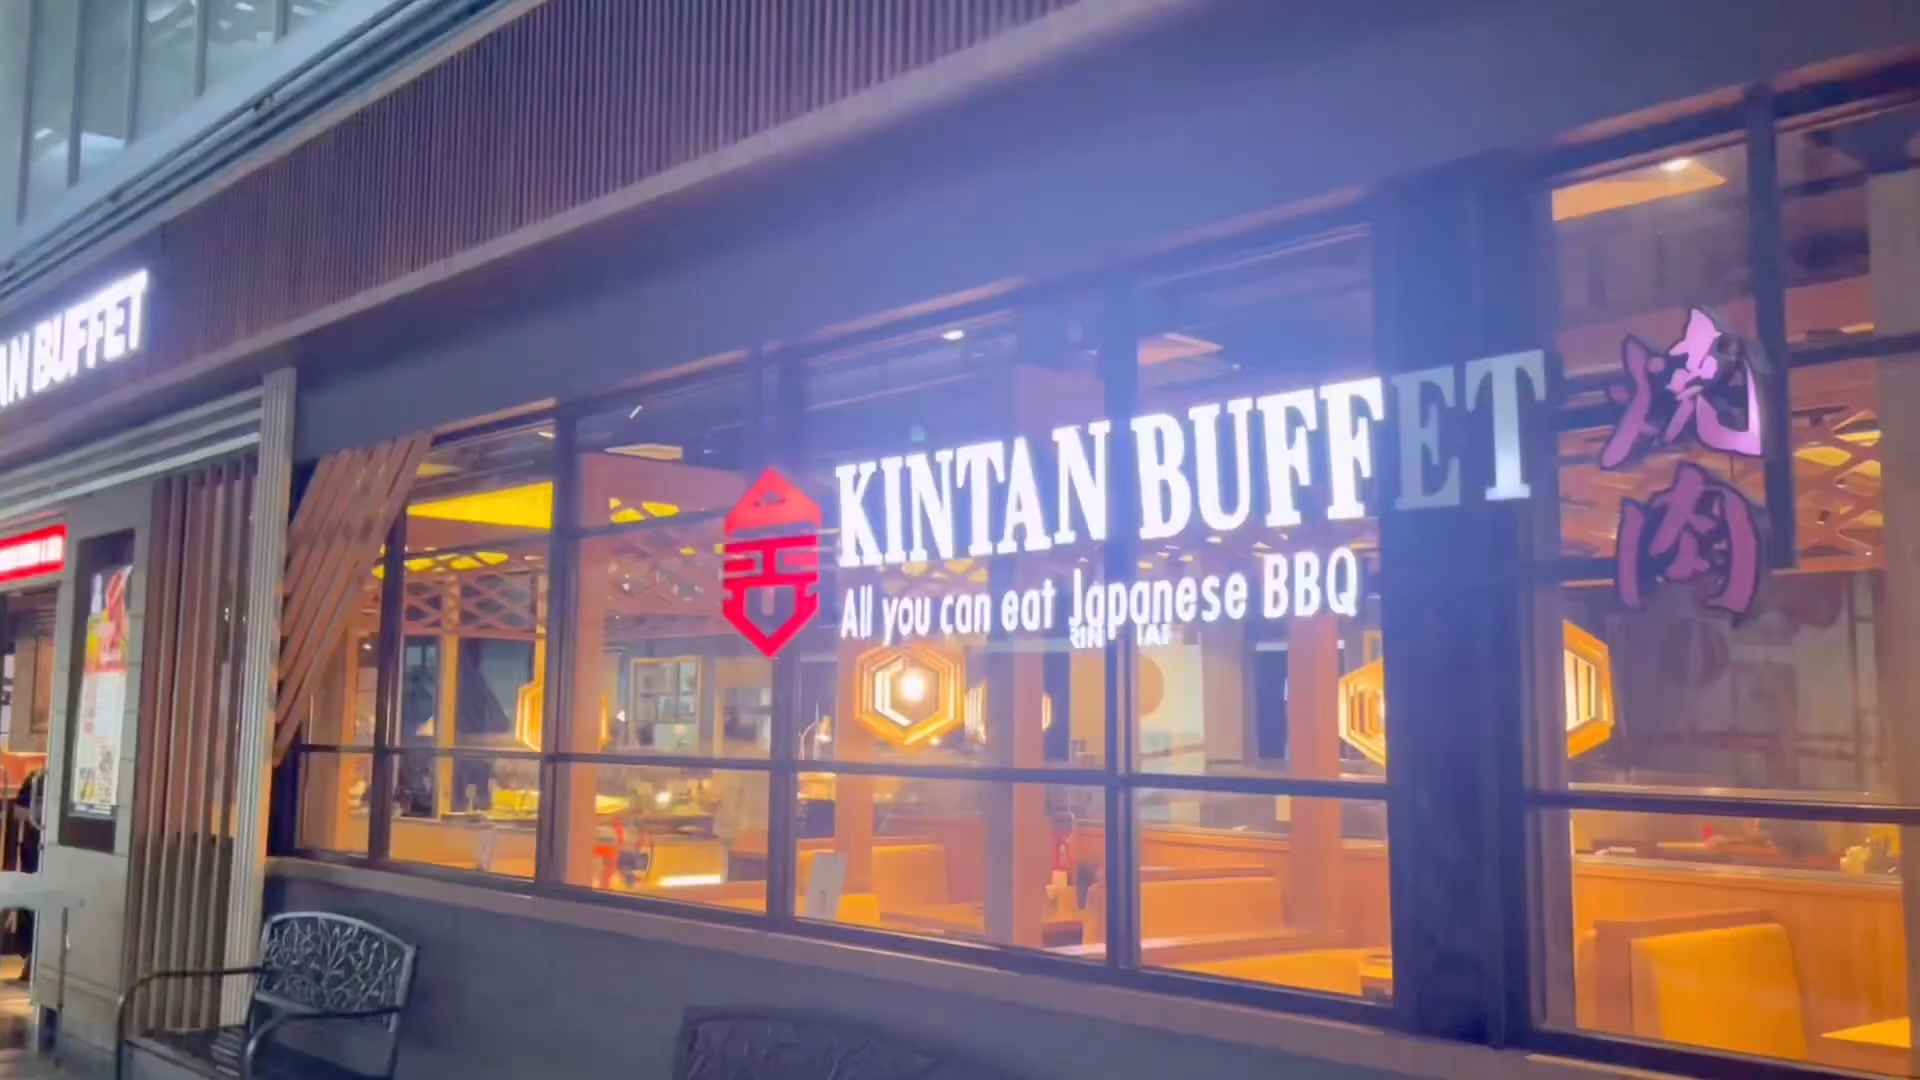 AN BUFFET
KINTAN BUFFET
All you can eat Japanese BBQ
焼肉